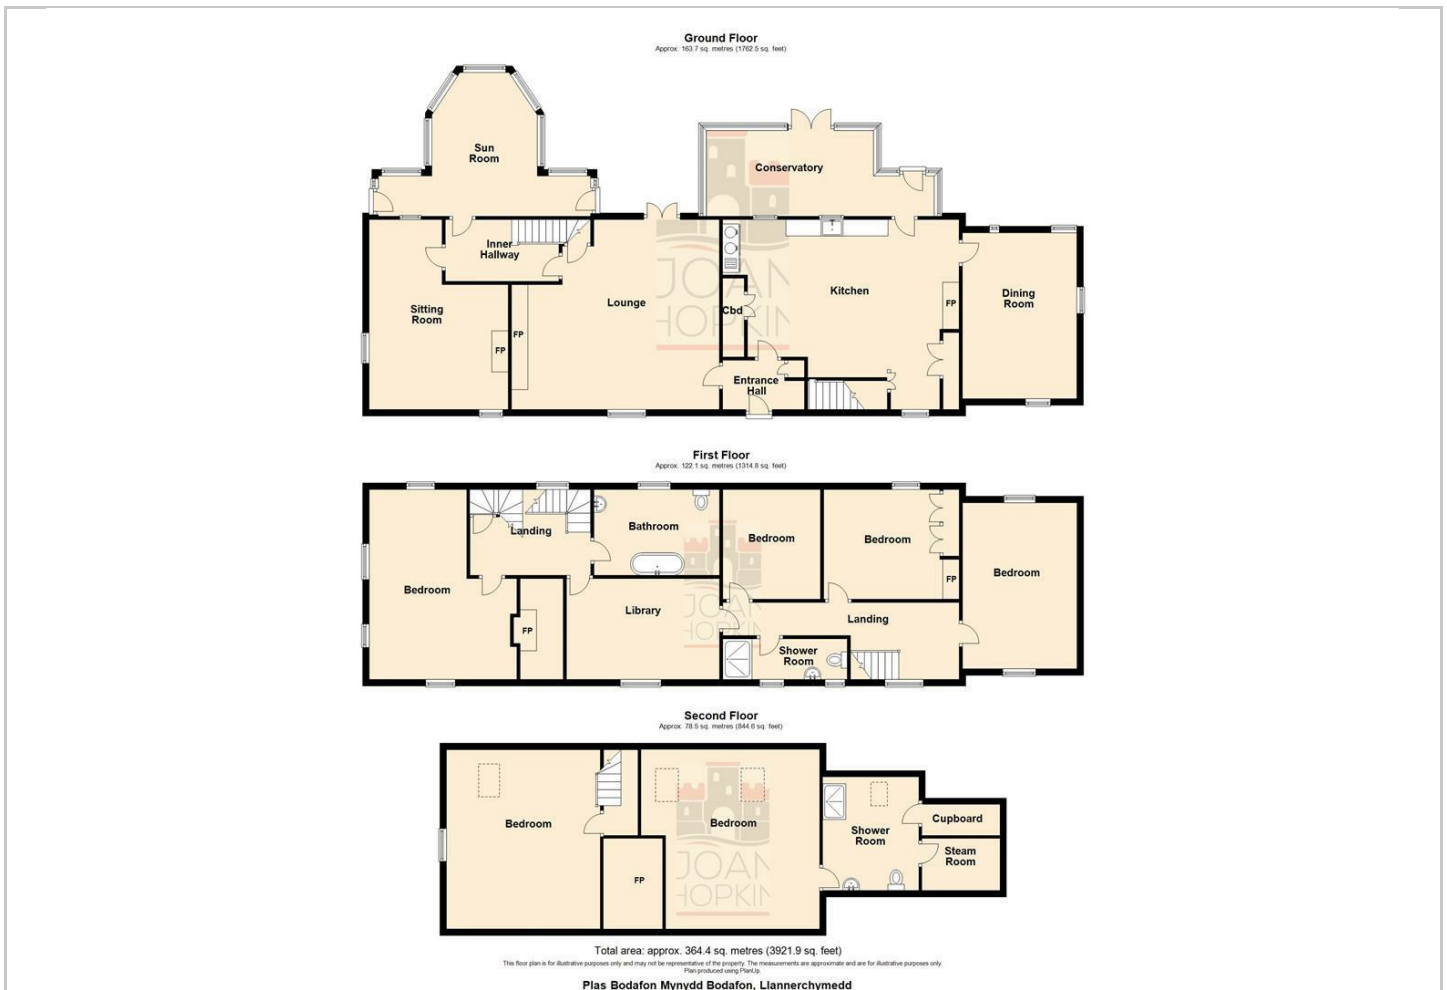 Ground Floor
Approx. 163.7 sq. metres (1762.5 sq. feet)
Sun
Room
Conservatory
Inner
Hallway
Sitting
Room
FP
FP
Lounge
Cbd
Kitchen
FP
Dining
Room
Entrance
Hall
JOAN
HOPKIN
First Floor
Approx. 122.1 sq. metres (1314.8 sq. feet)
Landing
Bathroom
Bedroom
Bedroom
Bedroom
Bedroom
FP
FP
Library
Landing
Shower
Room
JOAN
HOPKIN
Second Floor
Approx. 78.5 sq. metres (844.6 sq. feet)
Bedroom
Bedroom
FP
Shower
Room
Cupboard
Steam
Room
JOAN
HOPKIN
Total area: approx. 364.4 sq. metres (3921.9 sq. feet)
This floor plan is for illustrative purposes only and may not be representative of the property. The measurements are approximate and are for illustrative purposes only.
Plan produced using PlanUp.
Plas Bodafon Mynydd Bodafon, Llannerchymedd